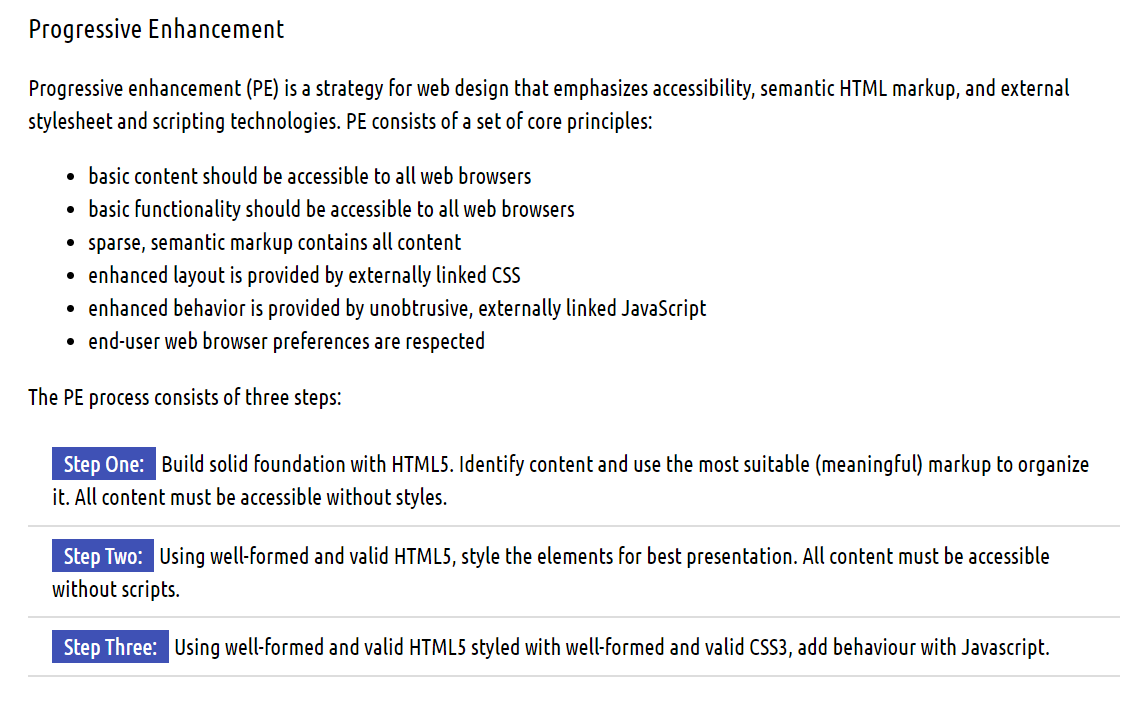 Progressive Enhancement
Progressive enhancement (PE) is a strategy for web design that emphasizes accessibility, semantic HTML markup, and external
stylesheet and scripting technologies. PE consists of a set of core principles:
• basic content should be accessible to all web browsers
• basic functionality should be accessible to all web browsers
• sparse, semantic markup contains all content
• enhanced layout is provided by externally linked CSS
• enhanced behavior is provided by unobtrusive, externally linked JavaScript
• end-user web browser preferences are respected
The PE process consists of three steps:
Step One: Build solid foundation with HTML5. Identify content and use the most suitable (meaningful) markup to organize
it. All content must be accessible without styles.
Step Two: Using well-formed and valid HTML5, style the elements for best presentation. All content must be accessible
without scripts.
Step Three: Using well-formed and valid HTML5 styled with well-formed and valid CSS3, add behaviour with Javascript.